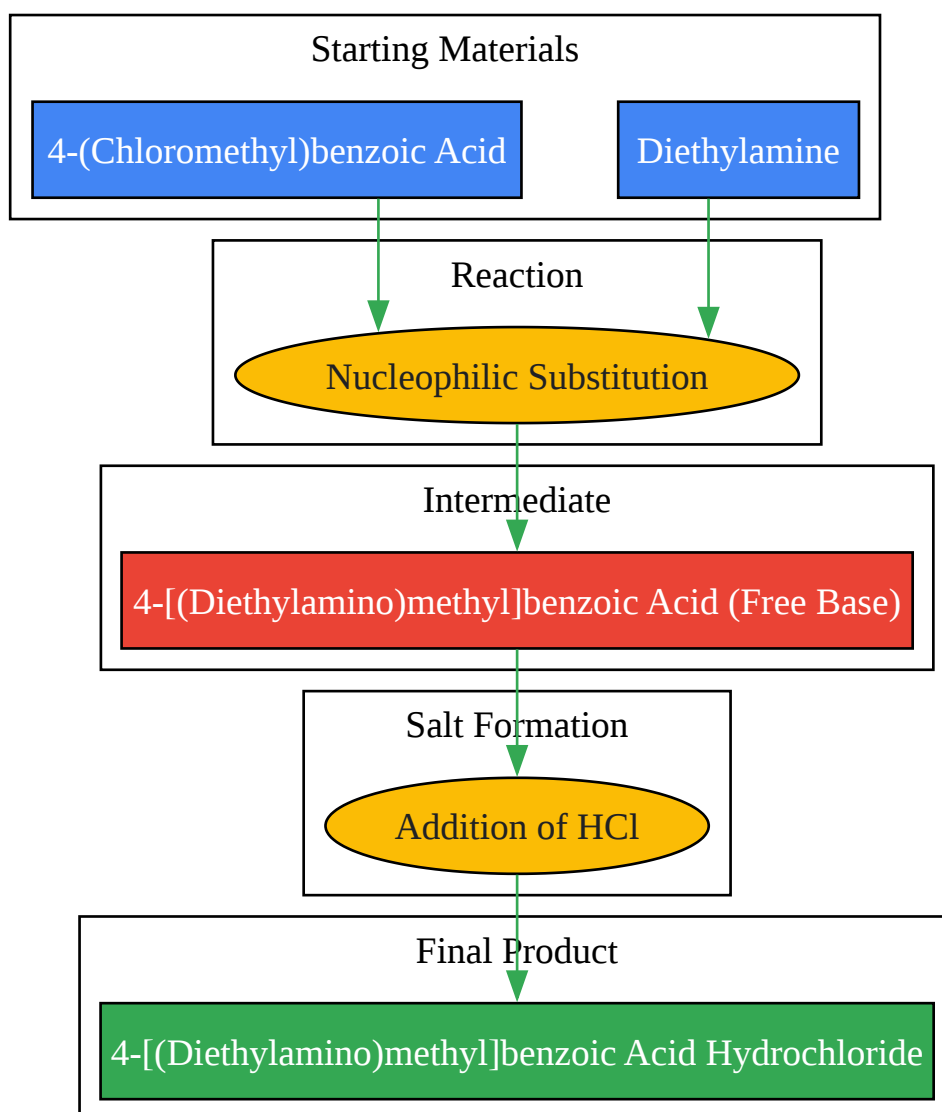 Starting Materials
4-(Chloromethyl)benzoic Acid
Diethylamine
Reaction
Nucleophilic Substitution
Intermediate
4-[(Diethylamino)methyl]benzoic Acid (Free Base)
Salt Formation
Addition of HCl
Final Product
4-[(Diethylamino)methyl]benzoic Acid Hydrochloride